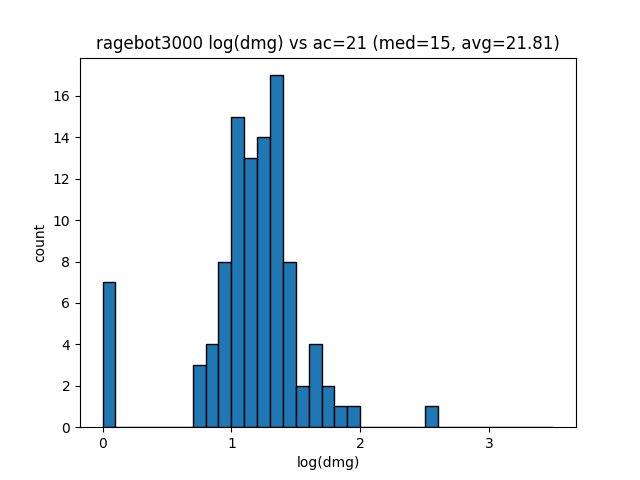 ragebot3000 log(dmg) vs ac=21 (med=15, avg=21.81)
16
14
12
10
8
6
4
2
0
count
0 1 2 3
log(dmg)